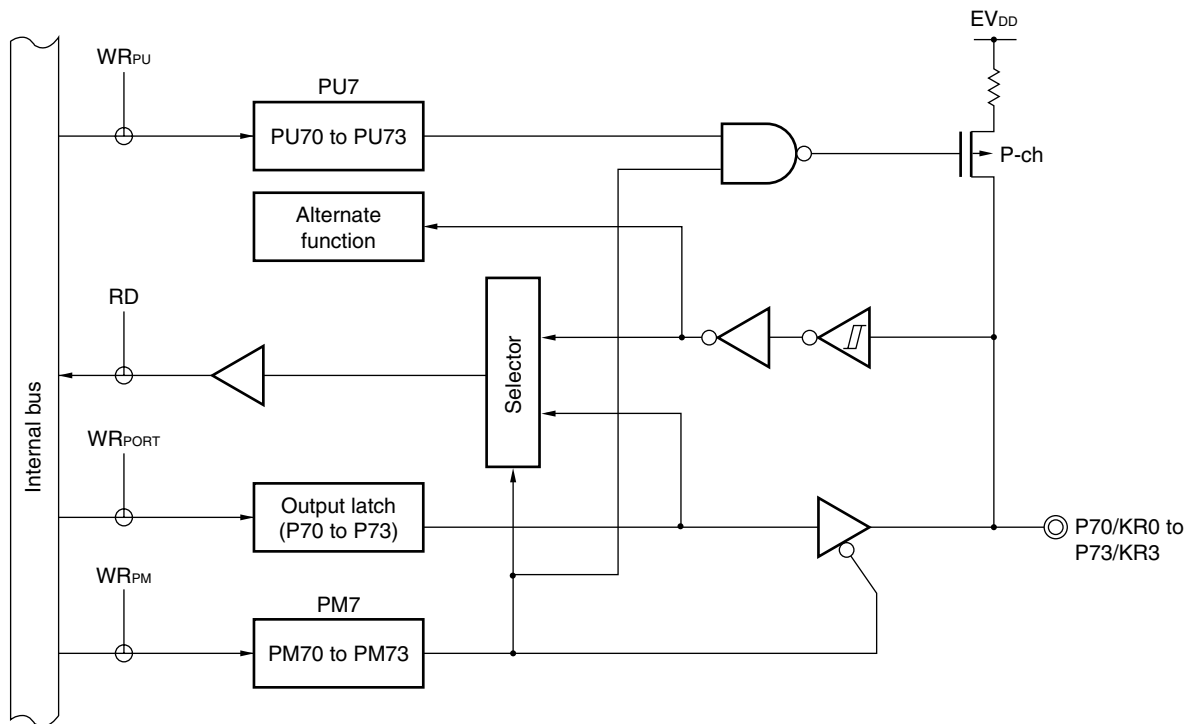 EVDD
WRPU
PU7
PU70 to PU73
P-ch
Alternate
function
RD
Selector
Internal bus
WRPORT
Output latch
(P70 to P73)
P70/KR0 to
P73/KR3
WRPM
PM7
PM70 to PM73